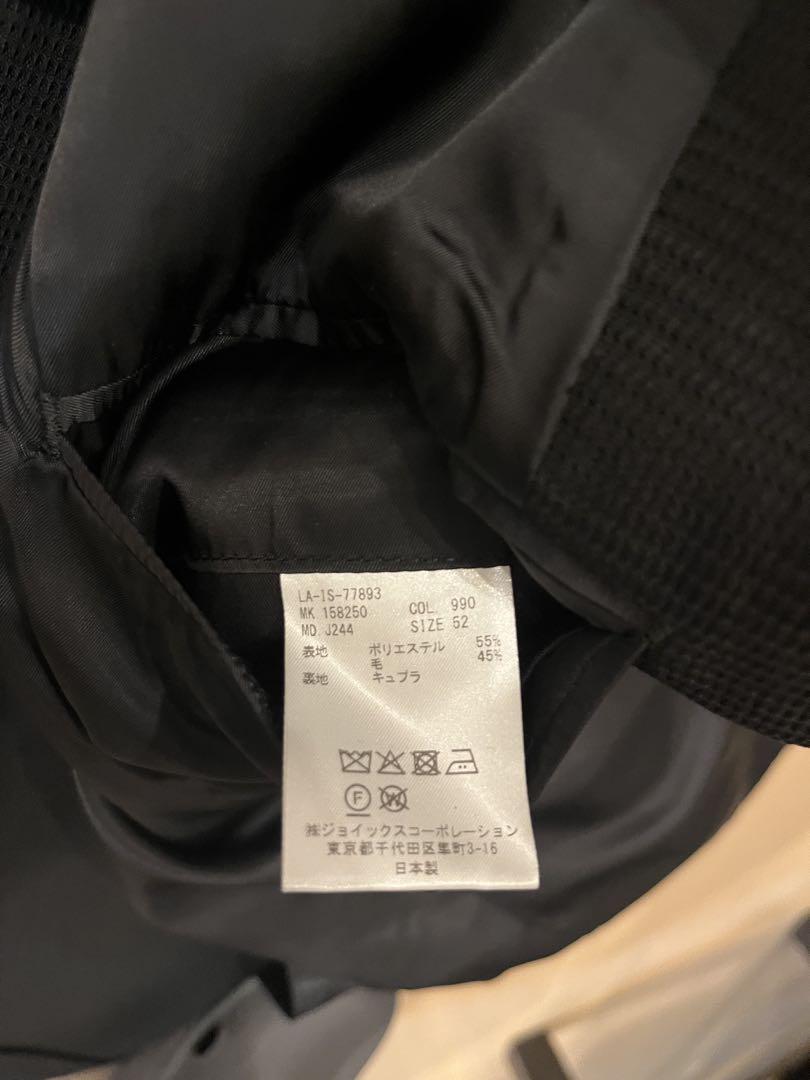 LA-IS-77893
MK 158250 COL. 990
MD. J244 SIZE 52
表地 ポリエステル 55%
毛 45%
裏地 キュプラ
F W
㈱ジョイックスコーポレーション
東京都千代田区隼町3-16
日本製